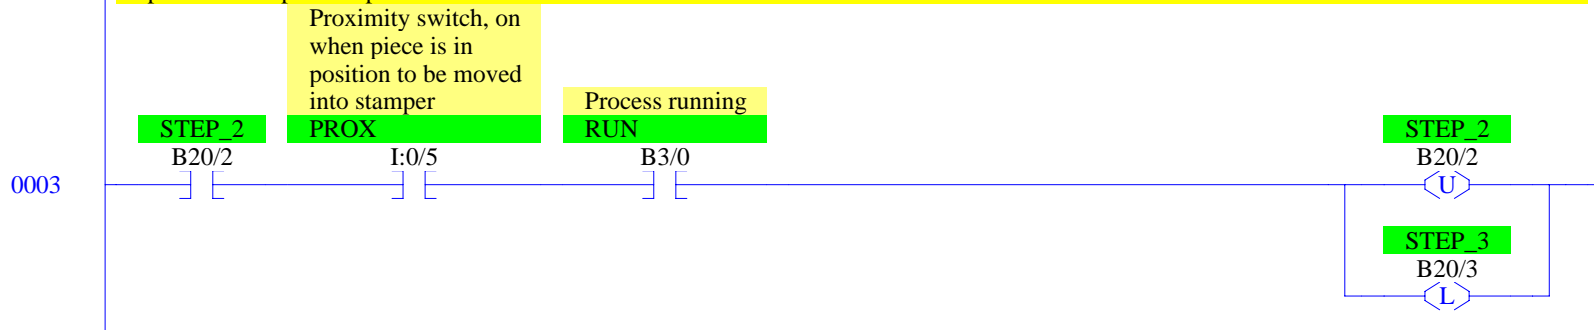 Proximity switch, on
when piece is in
position to be moved
into stamper
Process running
STEP_2
PROX
RUN
STEP_2
B20/2
I:0/5
B3/0
B20/2
0003
U
STEP_3
B20/3
L